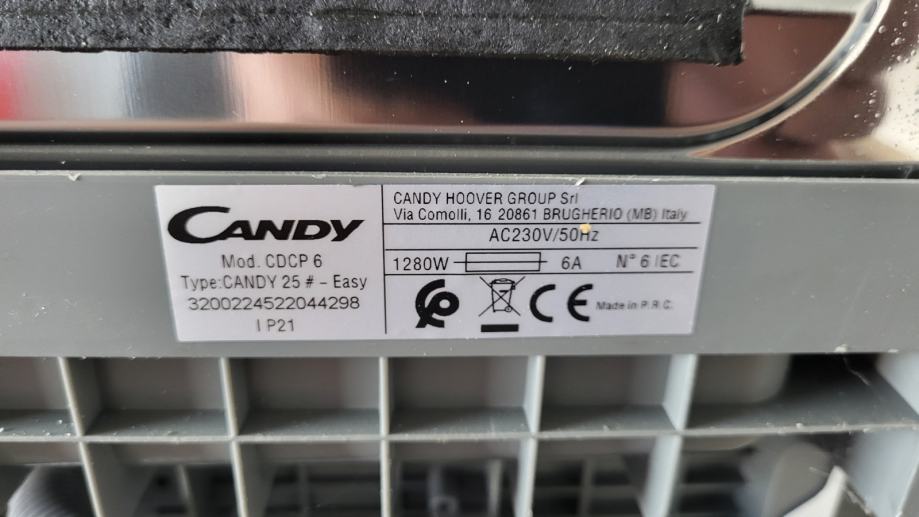 CANDY
Mod. CDCP 6
Type:CANDY 25 # - Easy
3200224522044298
I P21
CANDY HOOVER GROUP Srl
Via Comolli, 16 20861 BRUGHERIO (MB) Italy
AC230V/50Hz
1280W 6A N° 6 IEC
CE Made in P.R.C.